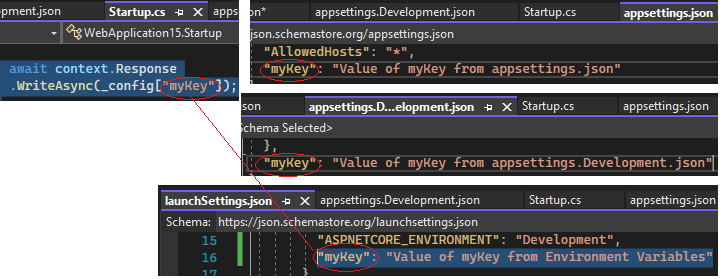 pment.json
Startup.cs
appse
WebApplication15.Startup
await context.Response
.WriteAsync(_config["myKey"]);
on*
appsettings.Development.json
Startup.cs
appsettings.json
json.schemastore.org/appsettings.json
"AllowedHosts": "*",
"myKey": "Value of myKey from appsettings.json"
son
appsettings.D...elopment.json
Startup.cs
appsettings.json
Schema Selected>
},
"myKey": "Value of myKey from appsettings.Development.json"
launchSettings.json
appsettings.Development.json
Startup.cs
appsettings.json
Schema: https://json.schemastore.org/launchsettings.json
15 "ASPNETCORE_ENVIRONMENT": "Development",
16 "myKey": "Value of myKey from Environment Variables"
17 }